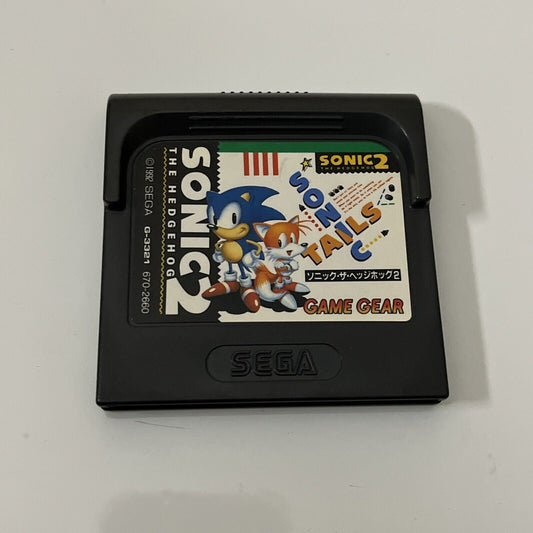 SONIC 2
THE HEDGEHOG
© 1992 SEGA
G-3321
670-2660
SONIC 2
THE HEDGEHOG
SONIC
TAILS
ソニック・ザ・ヘッジホッグ2
GAME GEAR
SEGA